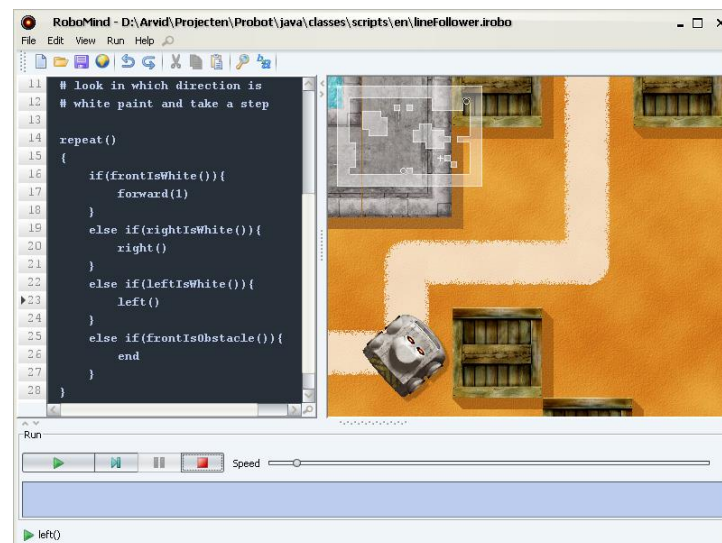 RoboMind - D:\Arvid\Projecten\Probot\java\classes\scripts\en\lineFollower.irobo
File Edit View Run Help
11 # look in which direction is
12 # white paint and take a step
13
14 repeat()
15 {
16 if(frontIsWhite()){
17 forward(1)
18 }
19 else if(rightIsWhite()){
20 right()
21 }
22 else if(leftIsWhite()){
23 left()
24 }
25 else if(frontIsObstacle()){
26 end
27 }
28 }
Run
Speed
left()